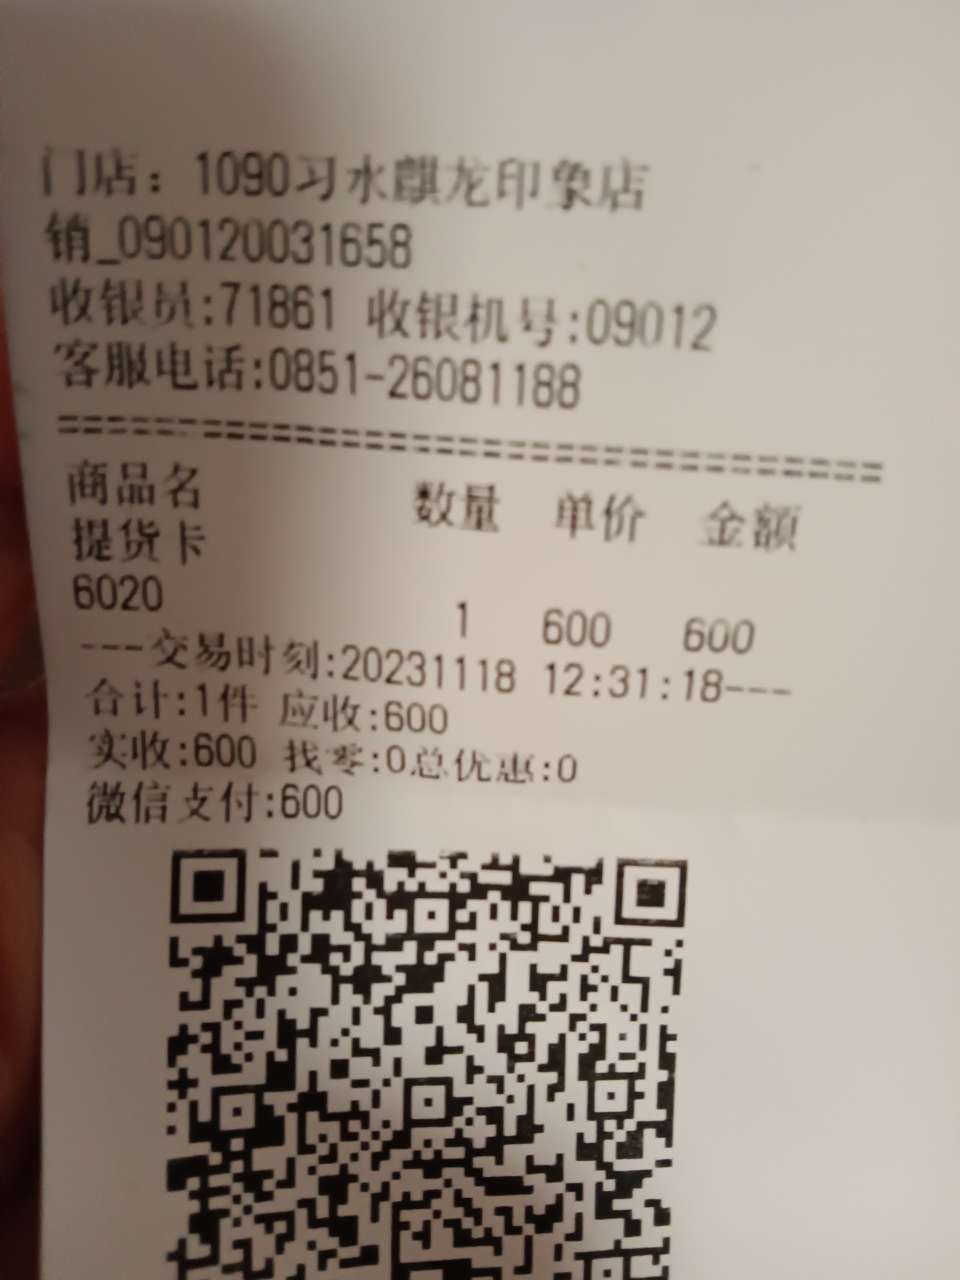 门店：1090习水麒龙印象店
销_090120031658
收银员:71861 收银机号:09012
客服电话:0851-26081188
===================================
商品名 数量 单价 金额
提货卡
6020 1 600 600
---交易时刻:20231118 12:31:18---
合计:1件 应收:600
实收:600 找零:0总优惠:0
微信支付:600